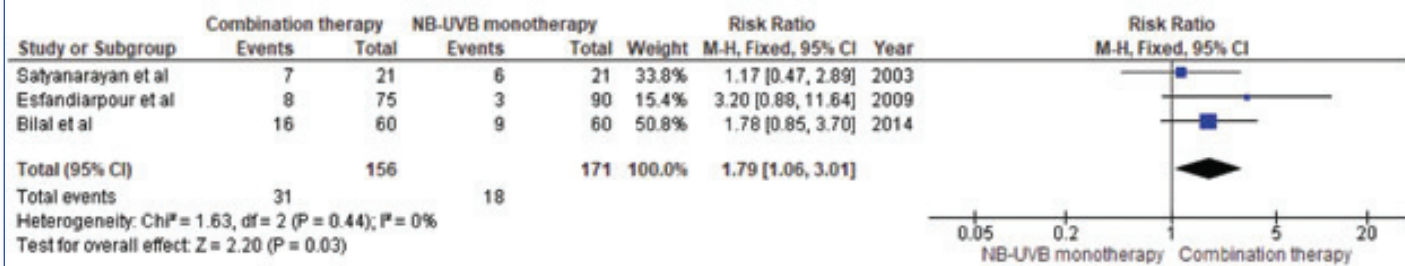 Combination therapy NB-UVB monotherapy Risk Ratio Risk Ratio
Study or Subgroup Events Total Events Total Weight M-H, Fixed, 95% CI Year M-H, Fixed, 95% CI
Satyanarayan et al 7 21 6 21 33.8% 1.17 [0.47, 2.89] 2003
Esfandiarpour et al 8 75 3 90 15.4% 3.20 [0.88, 11.64] 2009
Bilal et al 16 60 9 60 50.8% 1.78 [0.85, 3.70] 2014
Total (95% CI) 156 171 100.0% 1.79 [1.06, 3.01]
Total events 31 18
Heterogeneity: Chi² = 1.63, df = 2 (P = 0.44); I² = 0%
Test for overall effect: Z = 2.20 (P = 0.03)
0.05 0.2 1 5 20
NB-UVB monotherapy Combination therapy